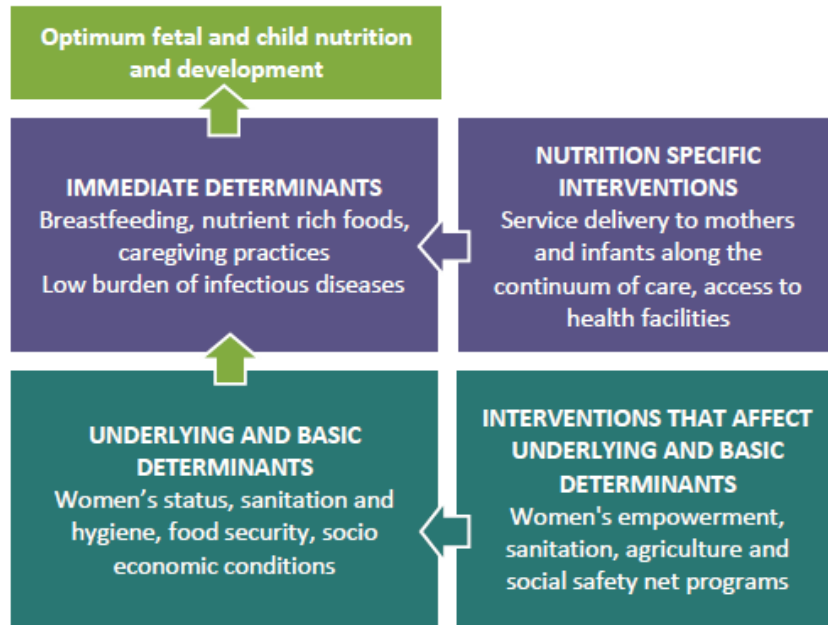 Optimum fetal and child nutrition
and development
IMMEDIATE DETERMINANTS
Breastfeeding, nutrient rich foods,
caregiving practices
Low burden of infectious diseases
NUTRITION SPECIFIC
INTERVENTIONS
Service delivery to mothers
and infants along the
continuum of care, access to
health facilities
UNDERLYING AND BASIC
DETERMINANTS
Women’s status, sanitation and
hygiene, food security, socio
economic conditions
INTERVENTIONS THAT AFFECT
UNDERLYING AND BASIC
DETERMINANTS
Women's empowerment,
sanitation, agriculture and
social safety net programs